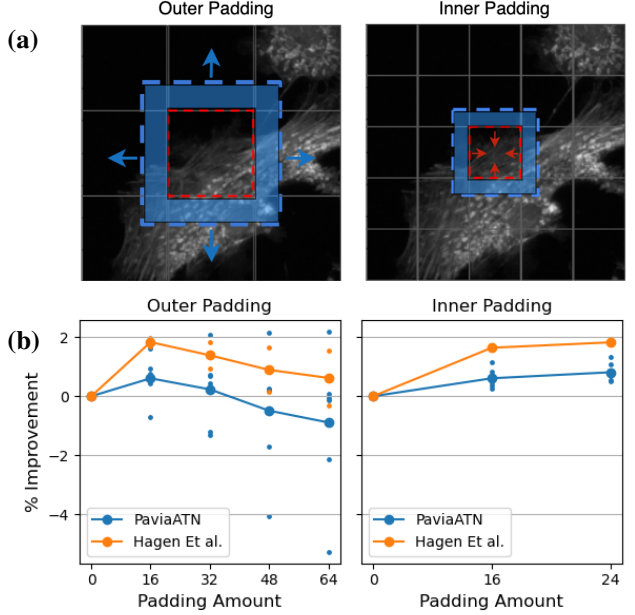 Outer Padding
Inner Padding
(a)
(b)
Outer Padding
Inner Padding
% Improvement
2
0
−2
−4
PaviaATN
Hagen Et al.
PaviaATN
Hagen Et al.
0 16 32 48 64
0 16 24
Padding Amount
Padding Amount